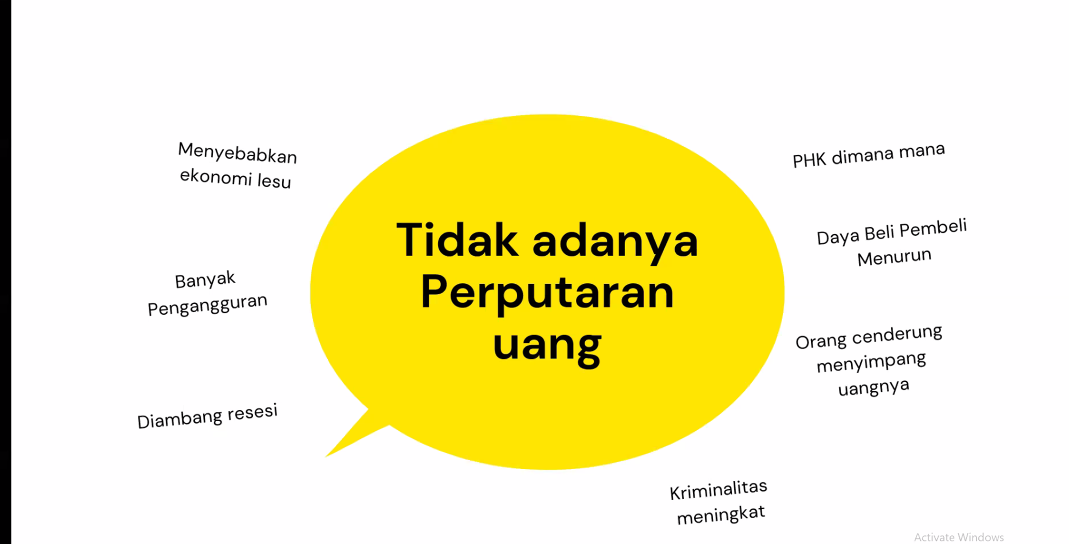 Menyebabkan
ekonomi lesu
PHK dimana mana
Tidak adanya
Perputaran
uang
Daya Beli Pembeli
Menurun
Banyak
Pengangguran
Orang cenderung
menyimpang
uangnya
Diambang resesi
Kriminalitas
meningkat
Activate Windows